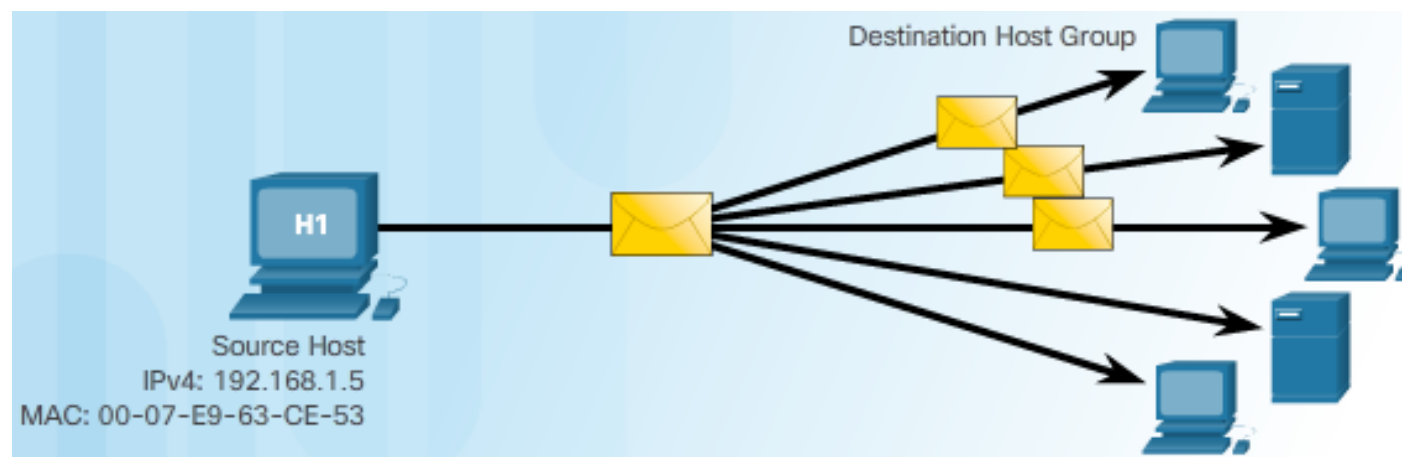 Destination Host Group
H1
Source Host
IPv4: 192.168.1.5
MAC: 00-07-E9-63-CE-53